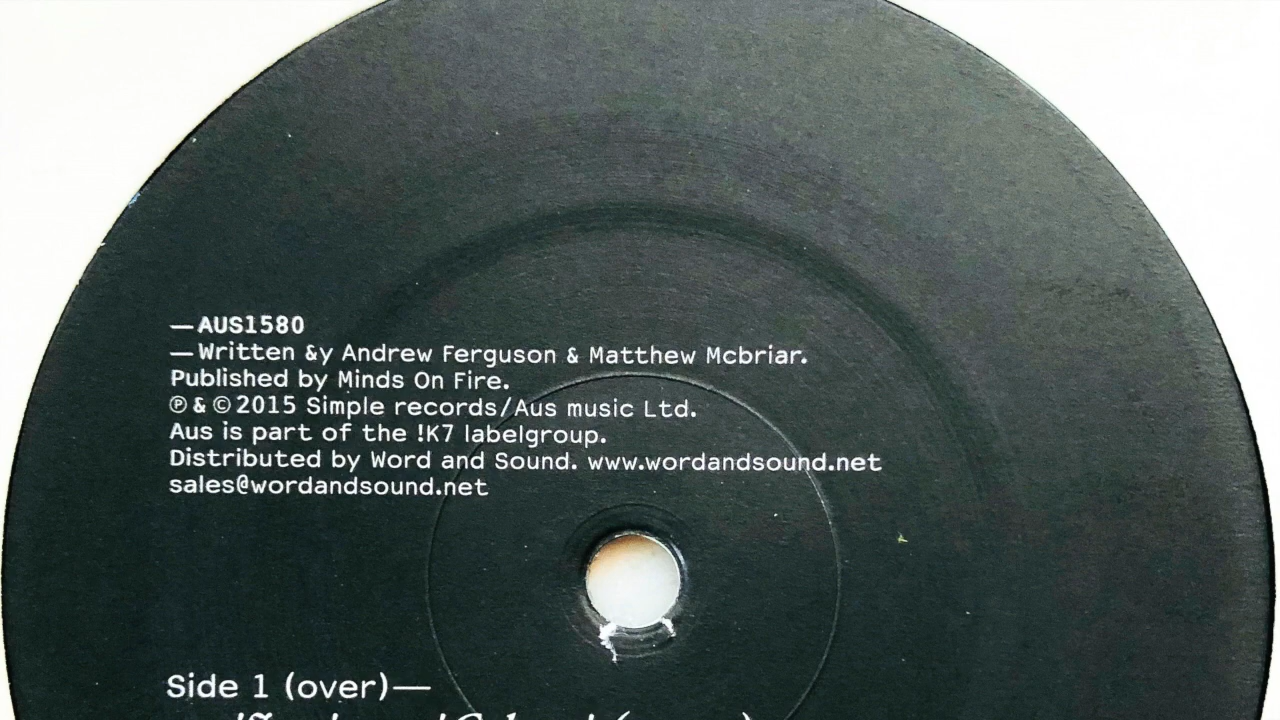 —AUS1580
—Written &y Andrew Ferguson & Matthew Mcbriar.
Published by Minds On Fire.
℗ & © 2015 Simple records/Aus music Ltd.
Aus is part of the !K7 labelgroup.
Distributed by Word and Sound. www.wordandsound.net
sales@wordandsound.net
Side 1 (over)—